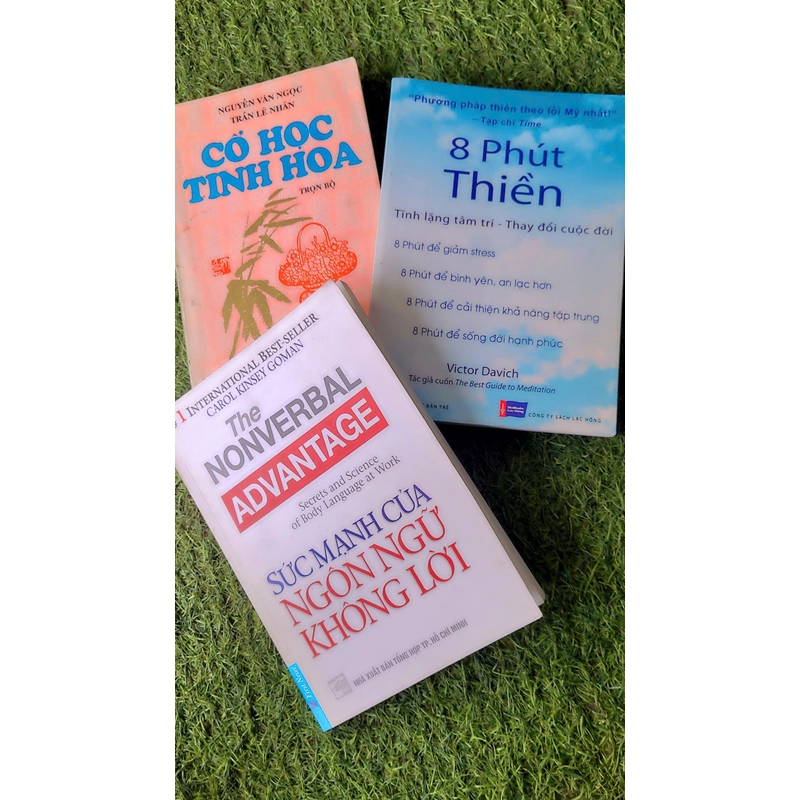 NGUYỄN VĂN NGỌC
TRẦN LÊ NHÂN
CỔ HỌC
TINH HOA
TRỌN BỘ
"Phương pháp thiền theo lối Mỹ nhất!"
—Tạp chí Time
8 Phút
Thiền
Tĩnh lặng tâm trí - Thay đổi cuộc đời
8 Phút để giảm stress
8 Phút để bình yên, an lạc hơn
8 Phút để cải thiện khả năng tập trung
8 Phút để sống đời hạnh phúc
Victor Davich
Tác giả cuốn The Best Guide to Meditation
BẢN TRẺ
CÔNG TY SÁCH LẠC HỒNG
1 INTERNATIONAL BEST-SELLER
CAROL KINSEY GOMAN
The
NONVERBAL
ADVANTAGE
Secrets and Science
of Body Language at Work
SỨC MẠNH CỦA
NGÔN NGỮ
KHÔNG LỜI
NHÀ XUẤT BẢN TỔNG HỢP TP. HỒ CHÍ MINH
First News